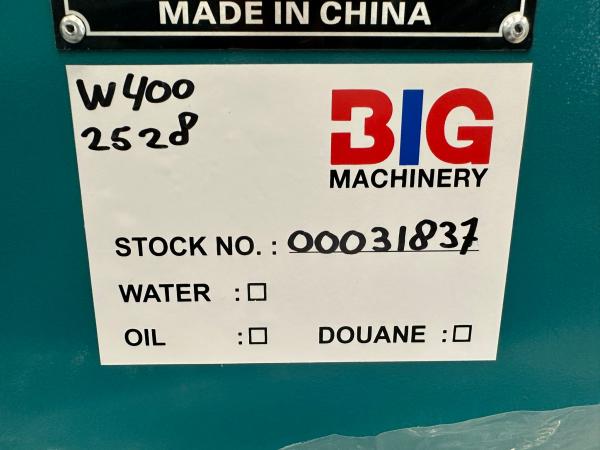 MADE IN CHINA
W400
2528
BIG
MACHINERY
STOCK NO. : 00031837
WATER : ☐
OIL : ☐ DOUANE : ☐